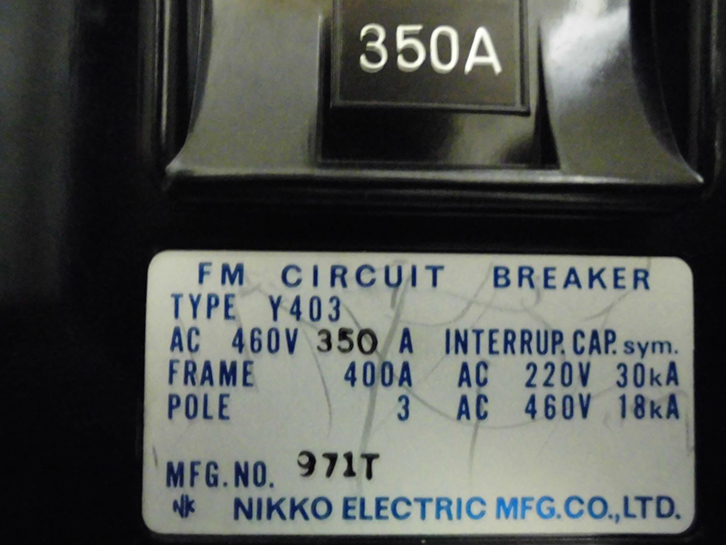 350A
FM CIRCUIT BREAKER
TYPE Y403
AC 460V 350 A INTERRUP. CAP. sym.
FRAME 400A AC 220V 30kA
POLE 3 AC 460V 18kA
MFG. NO. 971T
NK NIKKO ELECTRIC MFG. CO., LTD.